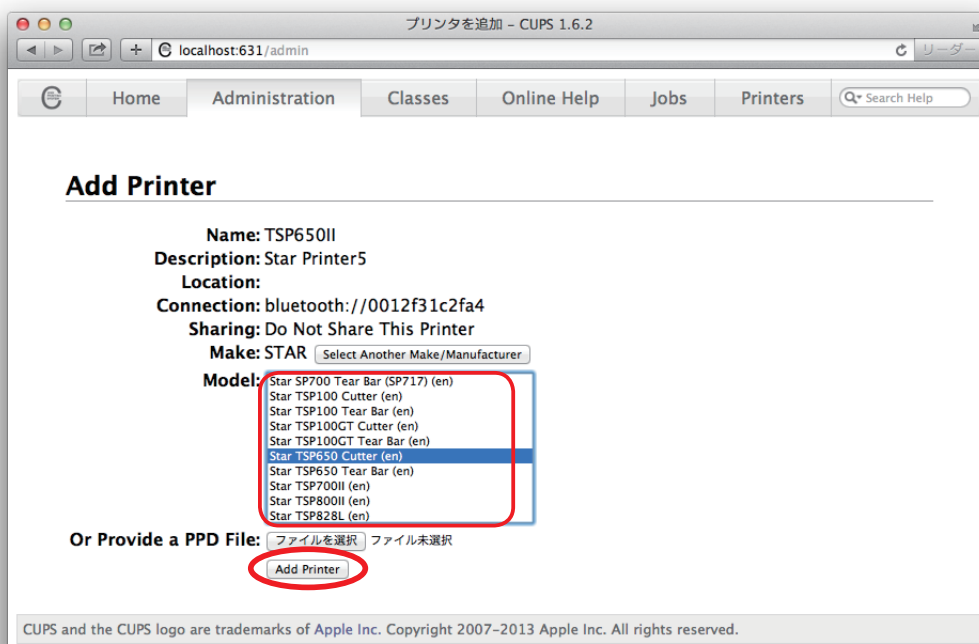 プリンタを追加 – CUPS 1.6.2
localhost:631/admin
リーダー
Home Administration Classes Online Help Jobs Printers Search Help
Add Printer
Name: TSP650II
Description: Star Printer5
Location:
Connection: bluetooth://0012f31c2fa4
Sharing: Do Not Share This Printer
Make: STAR Select Another Make/Manufacturer
Model:
Star SP700 Tear Bar (SP717) (en)
Star TSP100 Cutter (en)
Star TSP100 Tear Bar (en)
Star TSP100GT Cutter (en)
Star TSP100GT Tear Bar (en)
Star TSP650 Cutter (en)
Star TSP650 Tear Bar (en)
Star TSP700II (en)
Star TSP800II (en)
Star TSP828L (en)
Or Provide a PPD File: ファイルを選択 ファイル未選択
Add Printer
CUPS and the CUPS logo are trademarks of Apple Inc. Copyright 2007-2013 Apple Inc. All rights reserved.